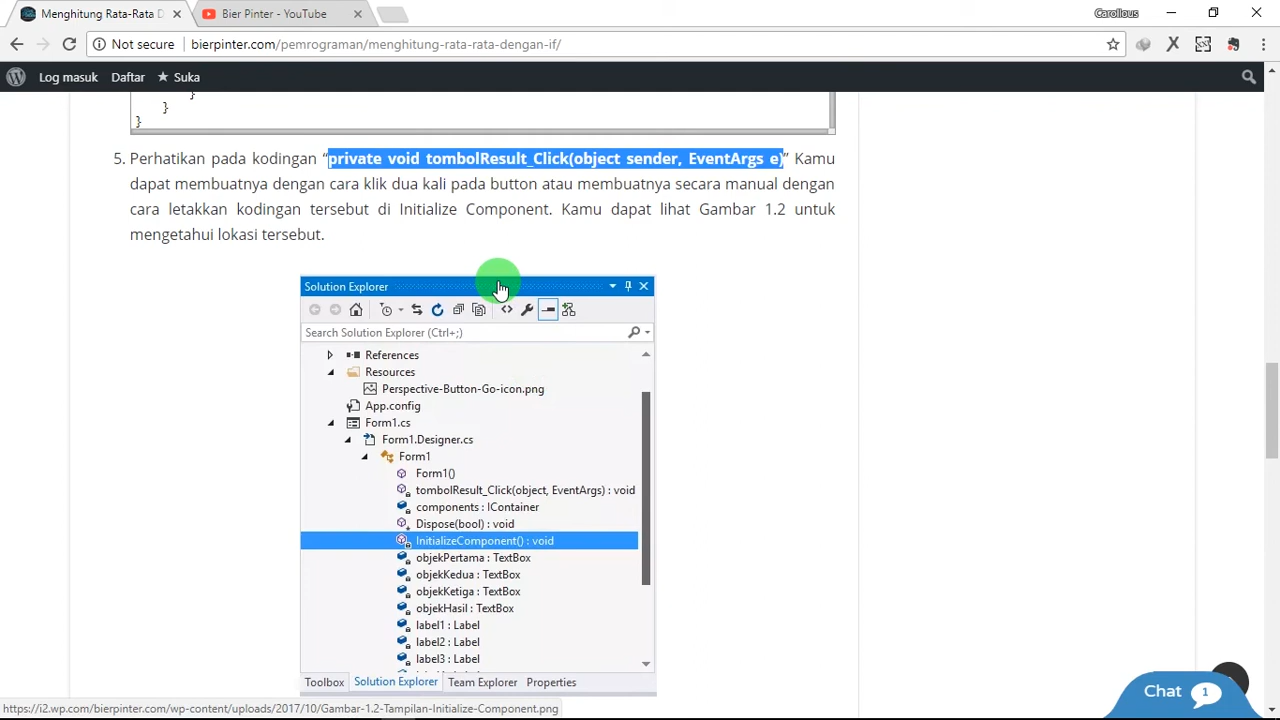 Menghitung Rata-Rata D
Bier Pinter - YouTube
Carollous
Not secure
bierpinter.com/pemrograman/menghitung-rata-rata-dengan-if/
Log masuk
Daftar
Suka
}
}
}
5. Perhatikan pada kodingan “private void tombolResult_Click(object sender, EventArgs e)” Kamu
dapat membuatnya dengan cara klik dua kali pada button atau membuatnya secara manual dengan
cara letakkan kodingan tersebut di Initialize Component. Kamu dapat lihat Gambar 1.2 untuk
mengetahui lokasi tersebut.
Solution Explorer
Search Solution Explorer (Ctrl+;)
References
Resources
Perspective-Button-Go-icon.png
App.config
Form1.cs
Form1.Designer.cs
Form1
Form1()
tombolResult_Click(object, EventArgs) : void
components : IContainer
Dispose(bool) : void
InitializeComponent() : void
objekPertama : TextBox
objekKedua : TextBox
objekKetiga : TextBox
objekHasil : TextBox
label1 : Label
label2 : Label
label3 : Label
Toolbox
Solution Explorer
Team Explorer
Properties
Chat 1
https://i2.wp.com/bierpinter.com/wp-content/uploads/2017/10/Gambar-1.2-Tampilan-Initialize-Component.png